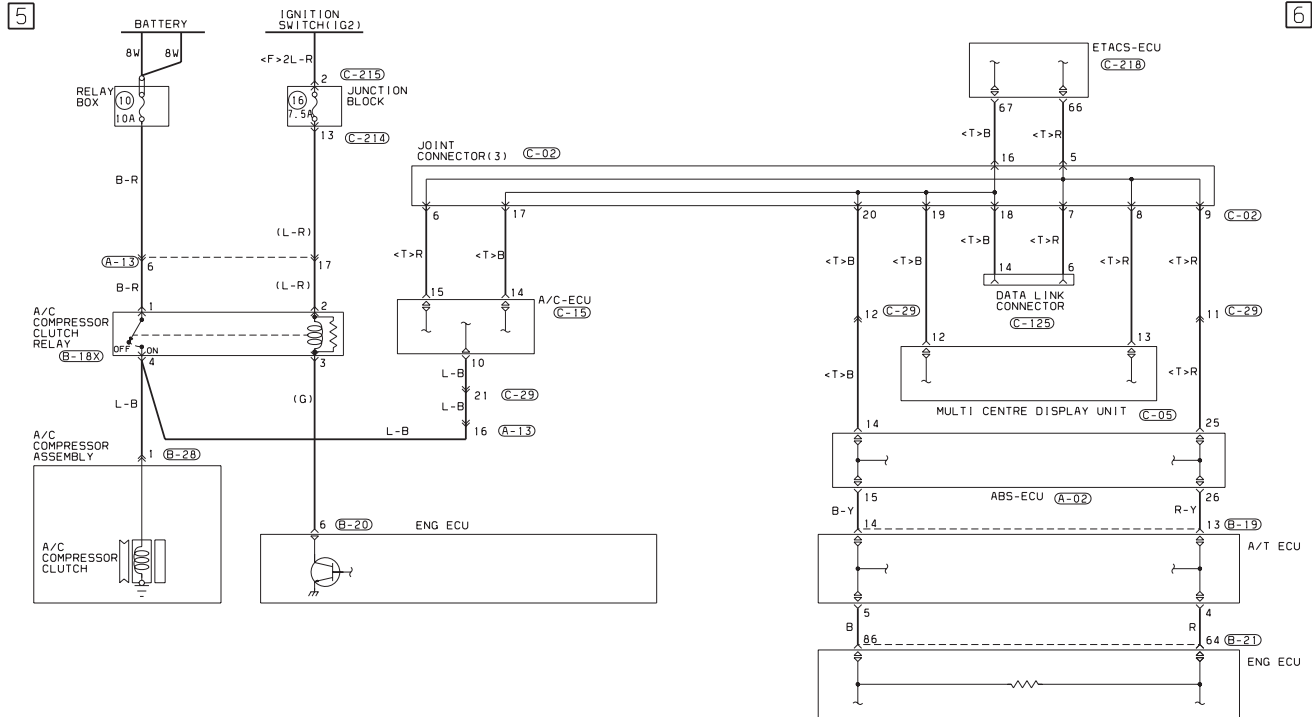 5
6
BATTERY
IGNITION
SWITCH(IG2)
8W
8W
<F>2L-R
ETACS-ECU
C-218
2
C-215
RELAY
BOX
10
10A
16
7.5A
JUNCTION
BLOCK
13
C-214
67
66
<T>B
<T>R
JOINT
CONNECTOR(3)
C-02
16
5
B-R
(L-R)
6
17
20
19
18
7
8
9
C-02
<T>R
<T>B
<T>B
<T>B
<T>B
<T>R
<T>R
<T>R
A-13
6
17
B-R
(L-R)
15
14
A/C-ECU
C-15
14
6
DATA LINK
CONNECTOR
C-125
A/C
COMPRESSOR
CLUTCH
RELAY
B-18X
1
2
OFF
ON
4
3
12
C-29
11
C-29
12
13
10
L-B
21
C-29
L-B
16
A-13
<T>B
<T>R
MULTI CENTRE DISPLAY UNIT
C-05
L-B
(G)
L-B
14
25
A/C
COMPRESSOR
ASSEMBLY
1
B-28
ABS-ECU
A-02
15
26
B-Y
R-Y
6
B-20
ENG ECU
14
13
B-19
A/T ECU
A/C
COMPRESSOR
CLUTCH
5
4
B
R
86
64
B-21
ENG ECU